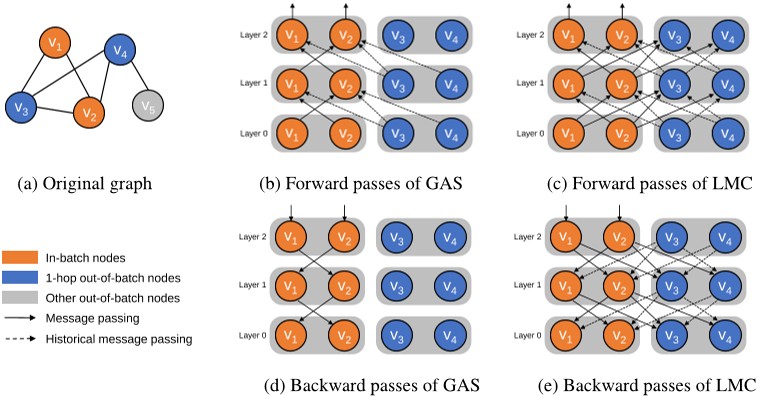 V1
V4
V3
V2
V5
(a) Original graph
Layer 2
V1 V2 V3 V4
Layer 1
V1 V2 V3 V4
Layer 0
V1 V2 V3 V4
(b) Forward passes of GAS
Layer 2
V1 V2 V3 V4
Layer 1
V1 V2 V3 V4
Layer 0
V1 V2 V3 V4
(c) Forward passes of LMC
In-batch nodes
1-hop out-of-batch nodes
Other out-of-batch nodes
Message passing
Historical message passing
Layer 2
V1 V2 V3 V4
Layer 1
V1 V2 V3 V4
Layer 0
V1 V2 V3 V4
(d) Backward passes of GAS
Layer 2
V1 V2 V3 V4
Layer 1
V1 V2 V3 V4
Layer 0
V1 V2 V3 V4
(e) Backward passes of LMC